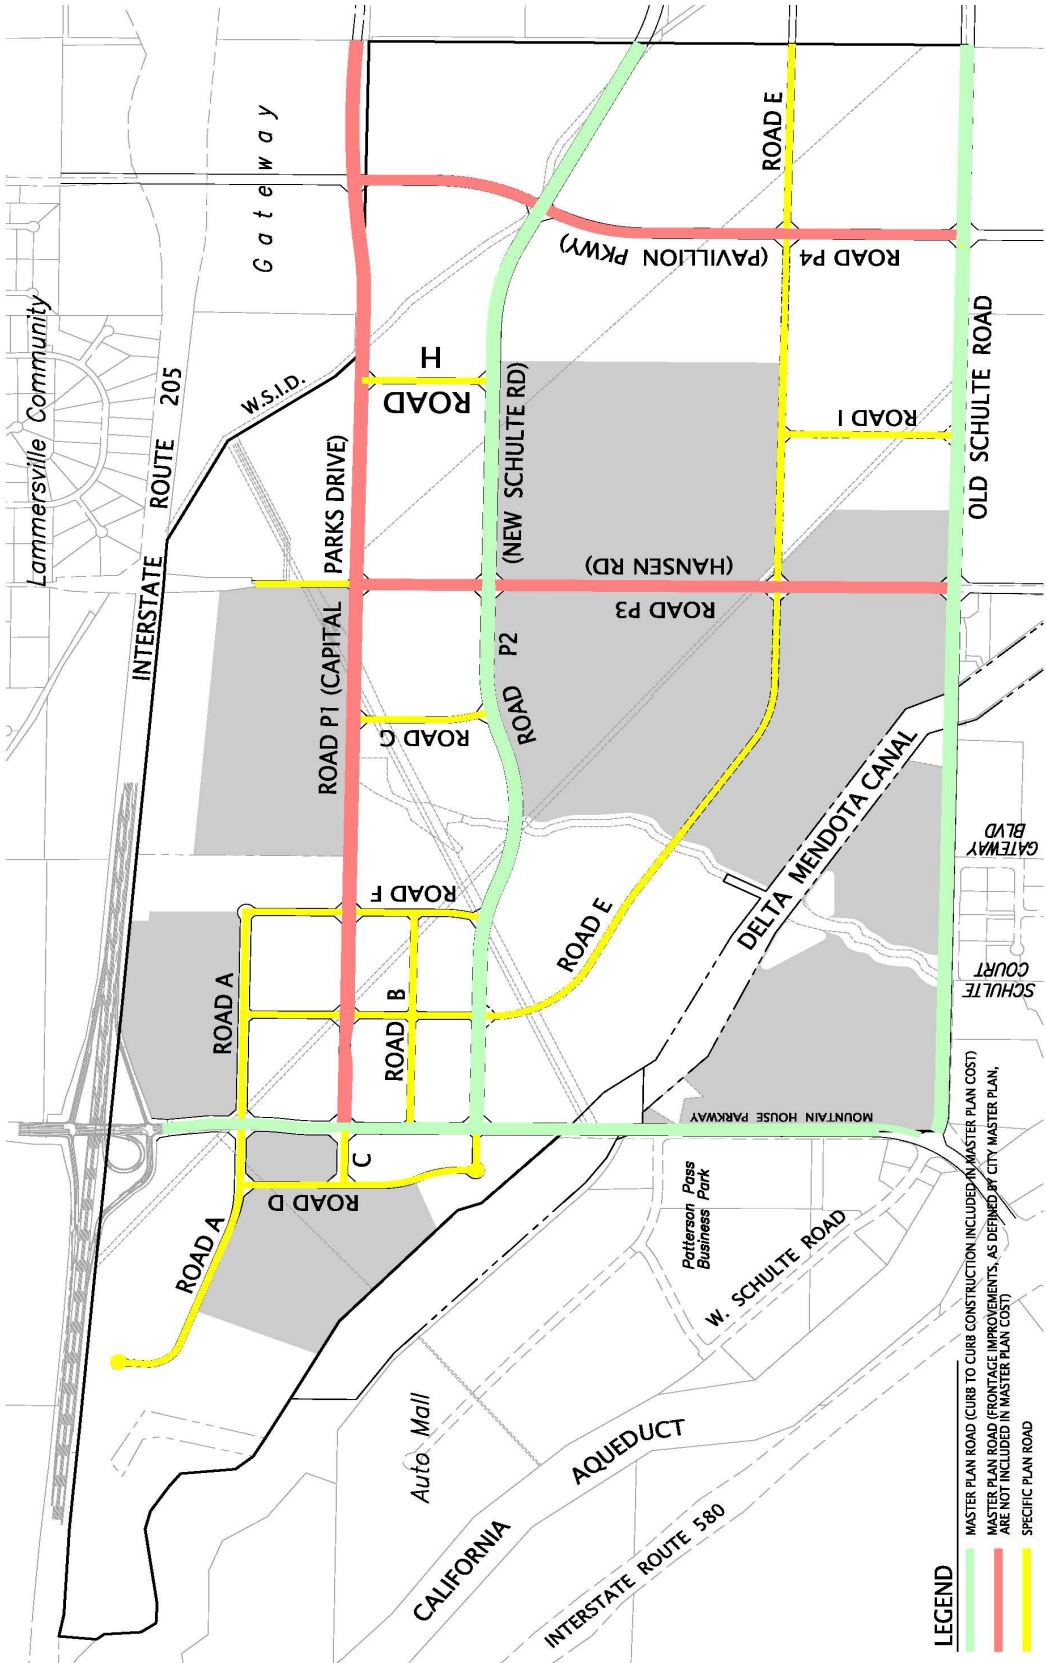 Lammersville Community
Gateway
INTERSTATE ROUTE 205
W.S.I.D.
ROAD P1 (CAPITAL PARKS DRIVE)
ROAD H
ROAD G
ROAD F
ROAD A
ROAD B
ROAD C
ROAD D
ROAD A
ROAD P2 (NEW SCHULTE RD)
ROAD P3
(HANSEN RD)
ROAD P4 (PAVILLION PKWY)
ROAD E
ROAD E
ROAD I
OLD SCHULTE ROAD
DELTA MENDOTA CANAL
GATEWAY
BLVD
SCHULTE
COURT
MOUNTAIN HOUSE PARKWAY
Patterson Pass
Business Park
W. SCHULTE ROAD
Auto Mall
CALIFORNIA AQUEDUCT
INTERSTATE ROUTE 580
LEGEND
MASTER PLAN ROAD (CURB TO CURB CONSTRUCTION INCLUDED IN MASTER PLAN COST)
MASTER PLAN ROAD (FRONTAGE IMPROVEMENTS, AS DEFINED BY CITY MASTER PLAN,
ARE NOT INCLUDED IN MASTER PLAN COST)
SPECIFIC PLAN ROAD